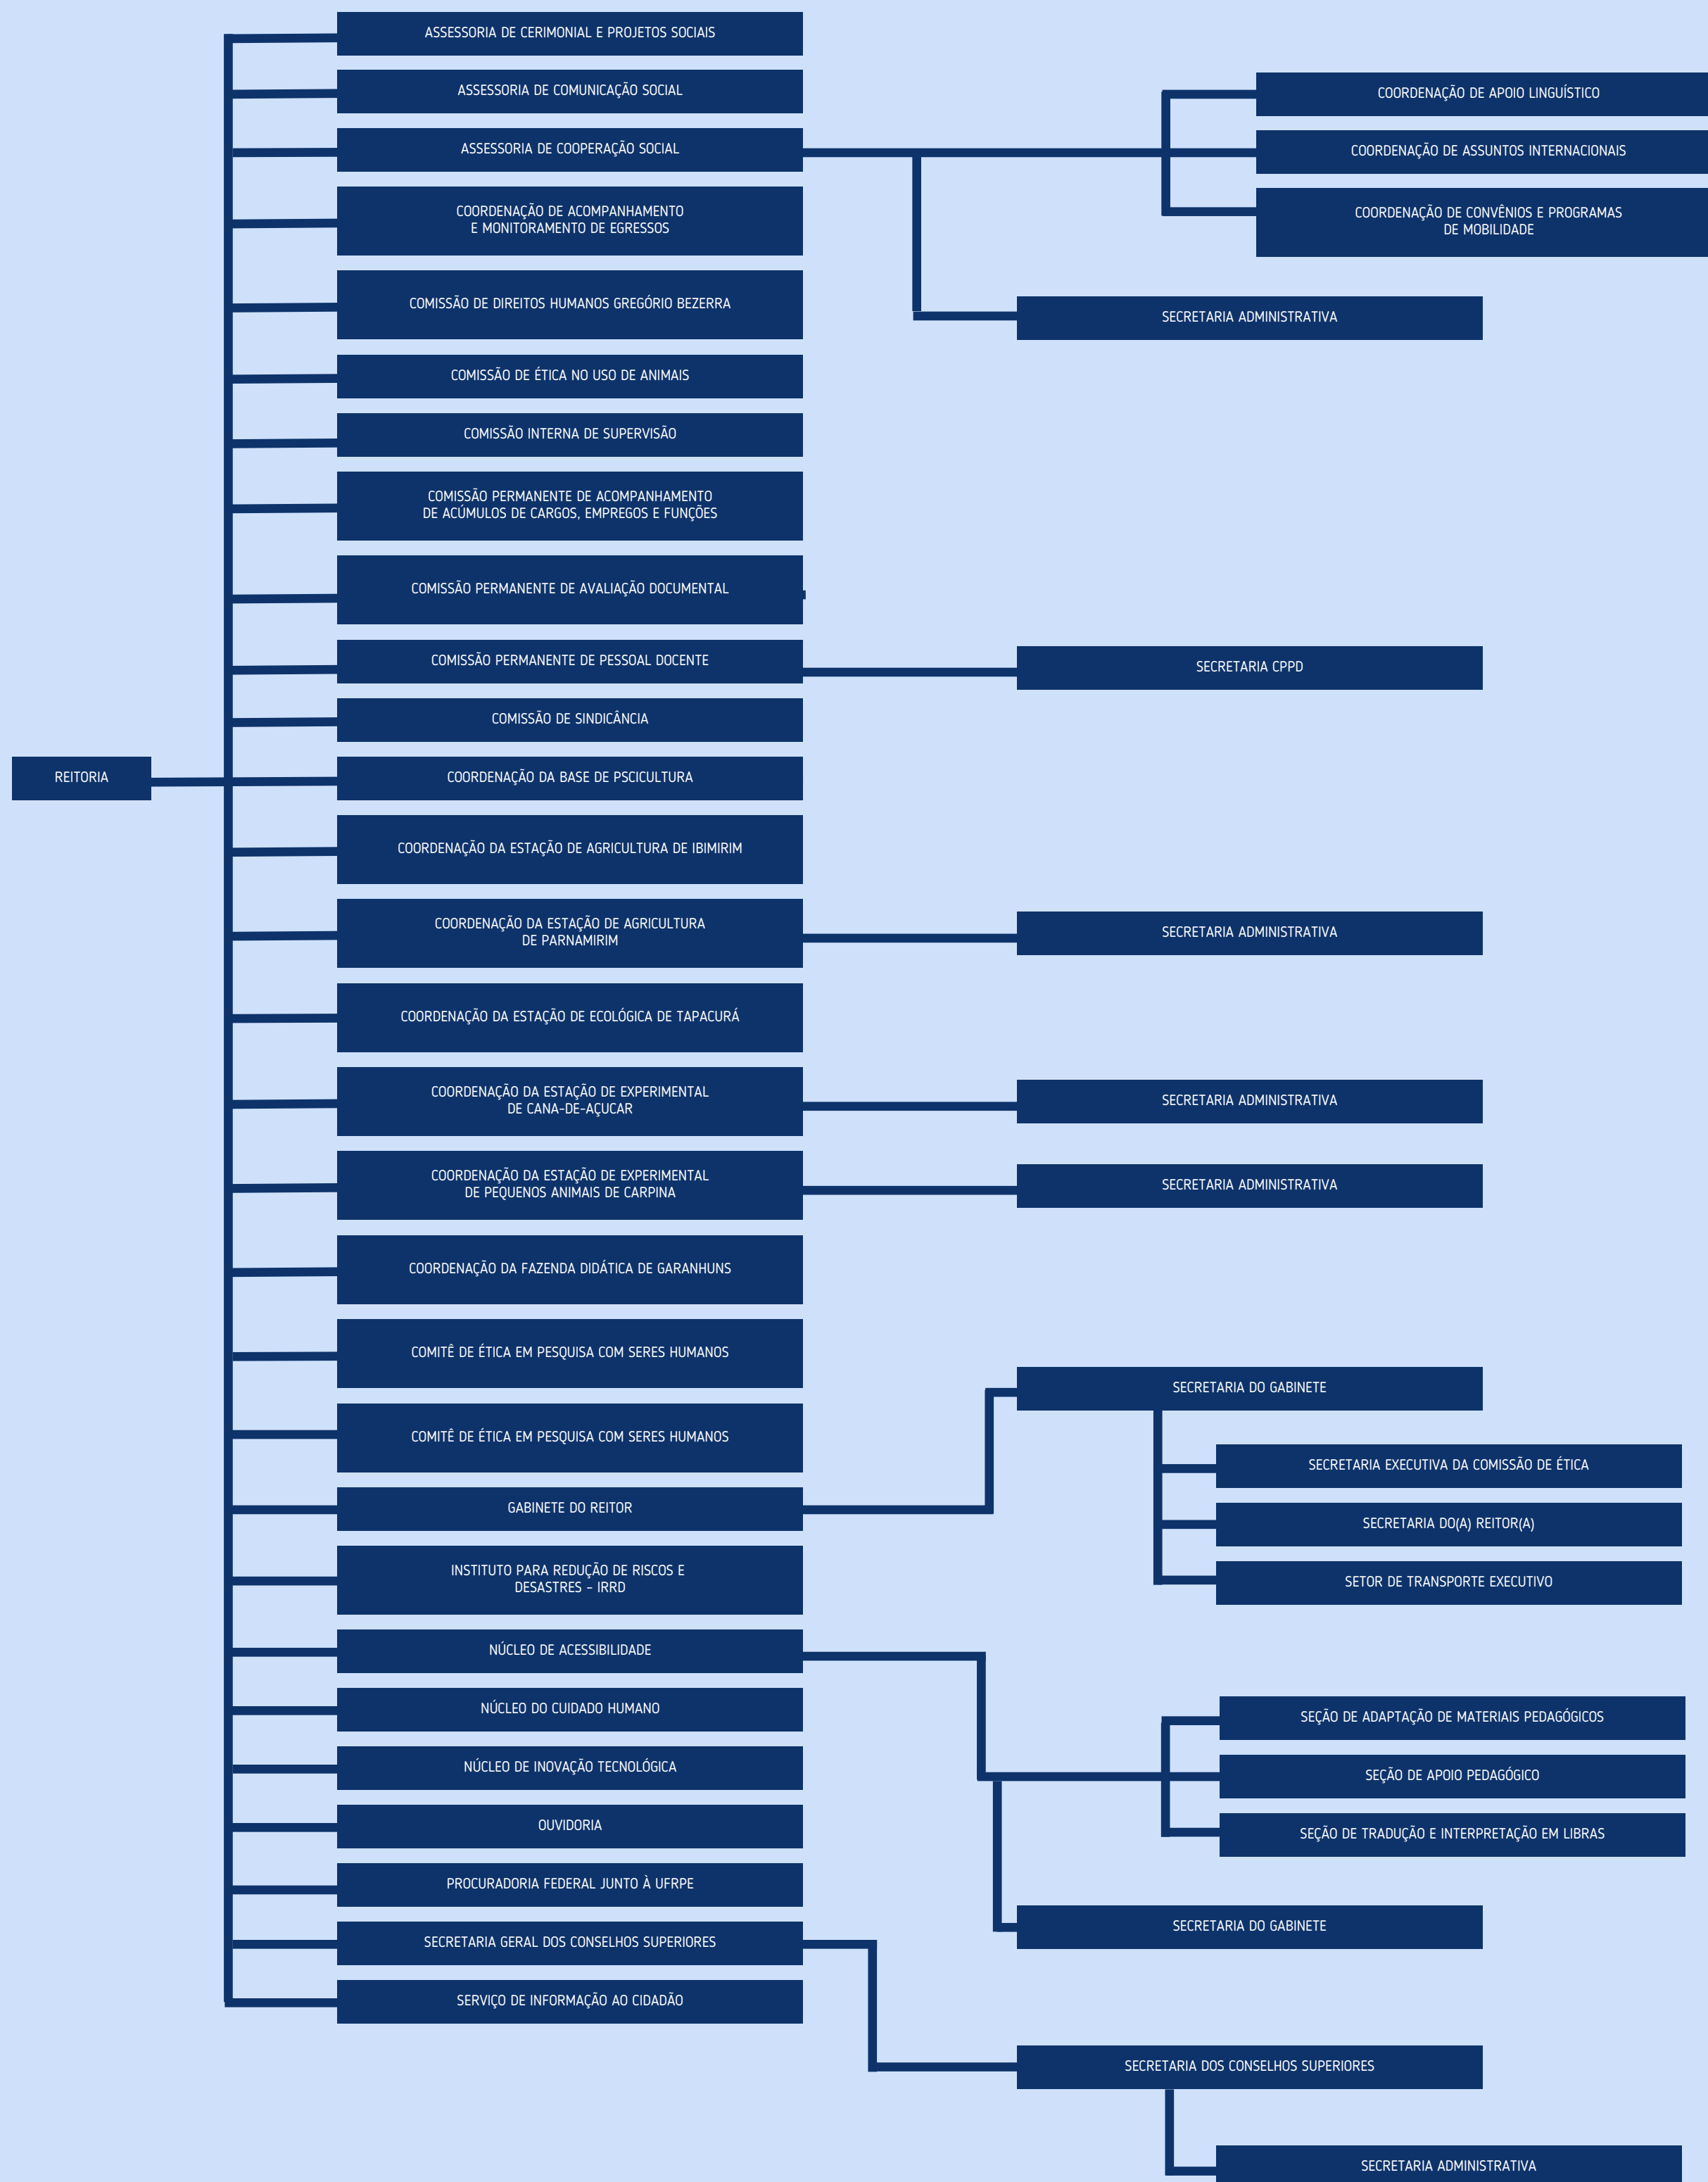 REITORIA
ASSESSORIA DE CERIMONIAL E PROJETOS SOCIAIS
ASSESSORIA DE COMUNICAÇÃO SOCIAL
ASSESSORIA DE COOPERAÇÃO SOCIAL
COORDENAÇÃO DE APOIO LINGUÍSTICO
COORDENAÇÃO DE ASSUNTOS INTERNACIONAIS
COORDENAÇÃO DE CONVÊNIOS E PROGRAMAS
DE MOBILIDADE
SECRETARIA ADMINISTRATIVA
COORDENAÇÃO DE ACOMPANHAMENTO
E MONITORAMENTO DE EGRESSOS
COMISSÃO DE DIREITOS HUMANOS GREGÓRIO BEZERRA
COMISSÃO DE ÉTICA NO USO DE ANIMAIS
COMISSÃO INTERNA DE SUPERVISÃO
COMISSÃO PERMANENTE DE ACOMPANHAMENTO
DE ACÚMULOS DE CARGOS, EMPREGOS E FUNÇÕES
COMISSÃO PERMANENTE DE AVALIAÇÃO DOCUMENTAL
COMISSÃO PERMANENTE DE PESSOAL DOCENTE
SECRETARIA CPPD
COMISSÃO DE SINDICÂNCIA
COORDENAÇÃO DA BASE DE PSCICULTURA
COORDENAÇÃO DA ESTAÇÃO DE AGRICULTURA DE IBIMIRIM
COORDENAÇÃO DA ESTAÇÃO DE AGRICULTURA
DE PARNAMIRIM
SECRETARIA ADMINISTRATIVA
COORDENAÇÃO DA ESTAÇÃO DE ECOLÓGICA DE TAPACURÁ
COORDENAÇÃO DA ESTAÇÃO DE EXPERIMENTAL
DE CANA-DE-AÇUCAR
SECRETARIA ADMINISTRATIVA
COORDENAÇÃO DA ESTAÇÃO DE EXPERIMENTAL
DE PEQUENOS ANIMAIS DE CARPINA
SECRETARIA ADMINISTRATIVA
COORDENAÇÃO DA FAZENDA DIDÁTICA DE GARANHUNS
COMITÊ DE ÉTICA EM PESQUISA COM SERES HUMANOS
COMITÊ DE ÉTICA EM PESQUISA COM SERES HUMANOS
GABINETE DO REITOR
SECRETARIA DO GABINETE
SECRETARIA EXECUTIVA DA COMISSÃO DE ÉTICA
SECRETARIA DO(A) REITOR(A)
SETOR DE TRANSPORTE EXECUTIVO
INSTITUTO PARA REDUÇÃO DE RISCOS E
DESASTRES - IRRD
NÚCLEO DE ACESSIBILIDADE
SEÇÃO DE ADAPTAÇÃO DE MATERIAIS PEDAGÓGICOS
SEÇÃO DE APOIO PEDAGÓGICO
SEÇÃO DE TRADUÇÃO E INTERPRETAÇÃO EM LIBRAS
SECRETARIA DO GABINETE
NÚCLEO DO CUIDADO HUMANO
NÚCLEO DE INOVAÇÃO TECNOLÓGICA
OUVIDORIA
PROCURADORIA FEDERAL JUNTO À UFRPE
SECRETARIA GERAL DOS CONSELHOS SUPERIORES
SECRETARIA DOS CONSELHOS SUPERIORES
SECRETARIA ADMINISTRATIVA
SERVIÇO DE INFORMAÇÃO AO CIDADÃO